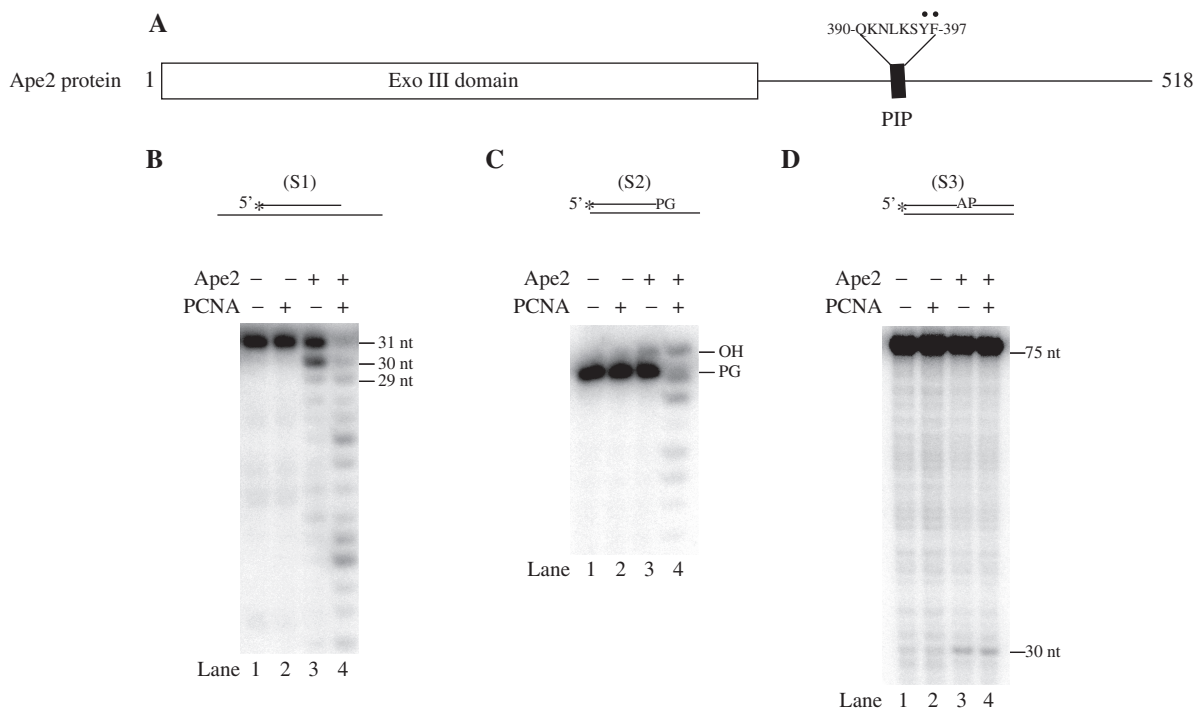 A
390-QKNLKSYF-397
Ape2 protein 1 Exo III domain 518
PIP
B
(S1)
5' *
Ape2 – – + +
PCNA – + – +
31 nt
30 nt
29 nt
Lane 1 2 3 4
C
(S2)
5' * PG
Ape2 – – + +
PCNA – + – +
OH
PG
Lane 1 2 3 4
D
(S3)
5' * AP
Ape2 – – + +
PCNA – + – +
75 nt
30 nt
Lane 1 2 3 4